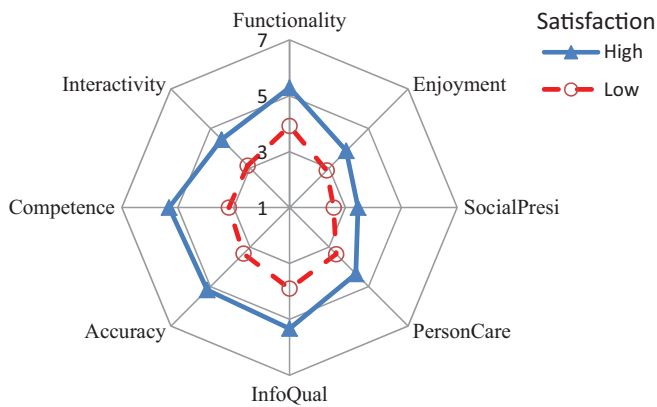 Functionality
Satisfaction
High
Low
7
5
3
1
Interactivity
Enjoyment
Competence
SocialPresi
Accuracy
PersonCare
InfoQual